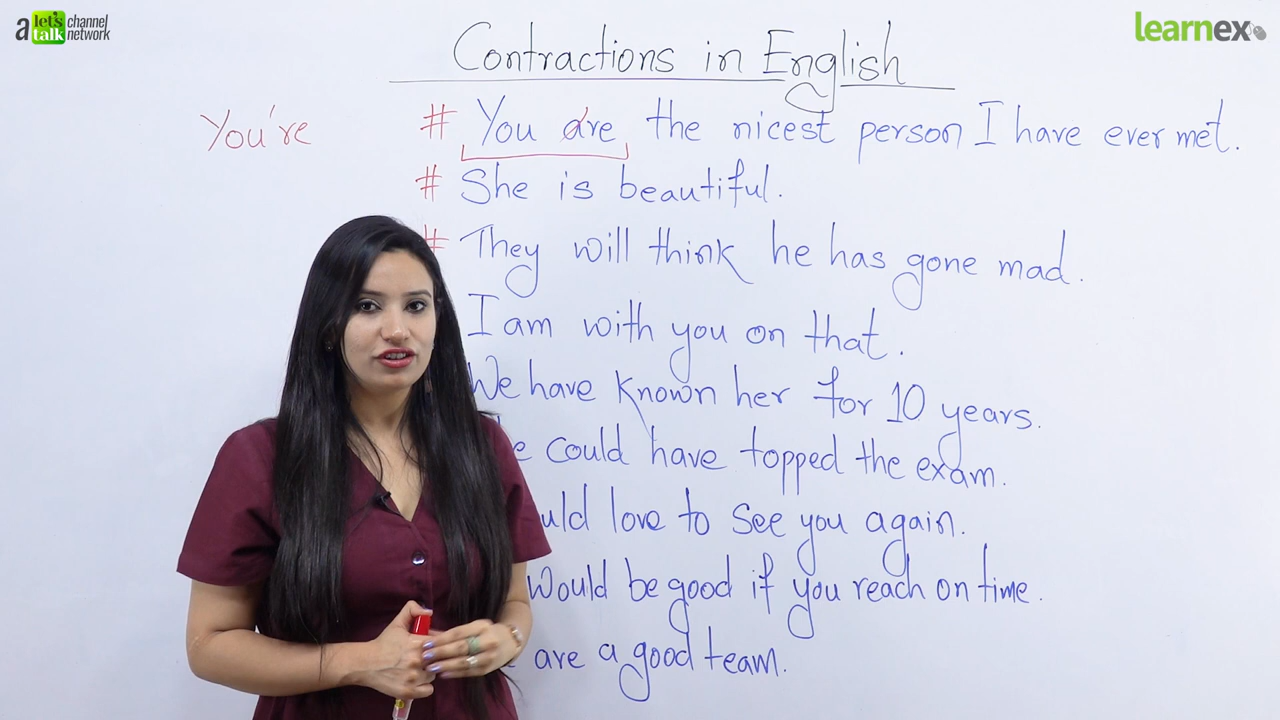 a let's talk channel network
learnex
Contractions in English
You're
# You are the nicest person I have ever met.
# She is beautiful.
# They will think he has gone mad.
I am with you on that.
We have known her for 10 years.
could have topped the exam.
love to see you again.
would be good if you reach on time.
are a good team.